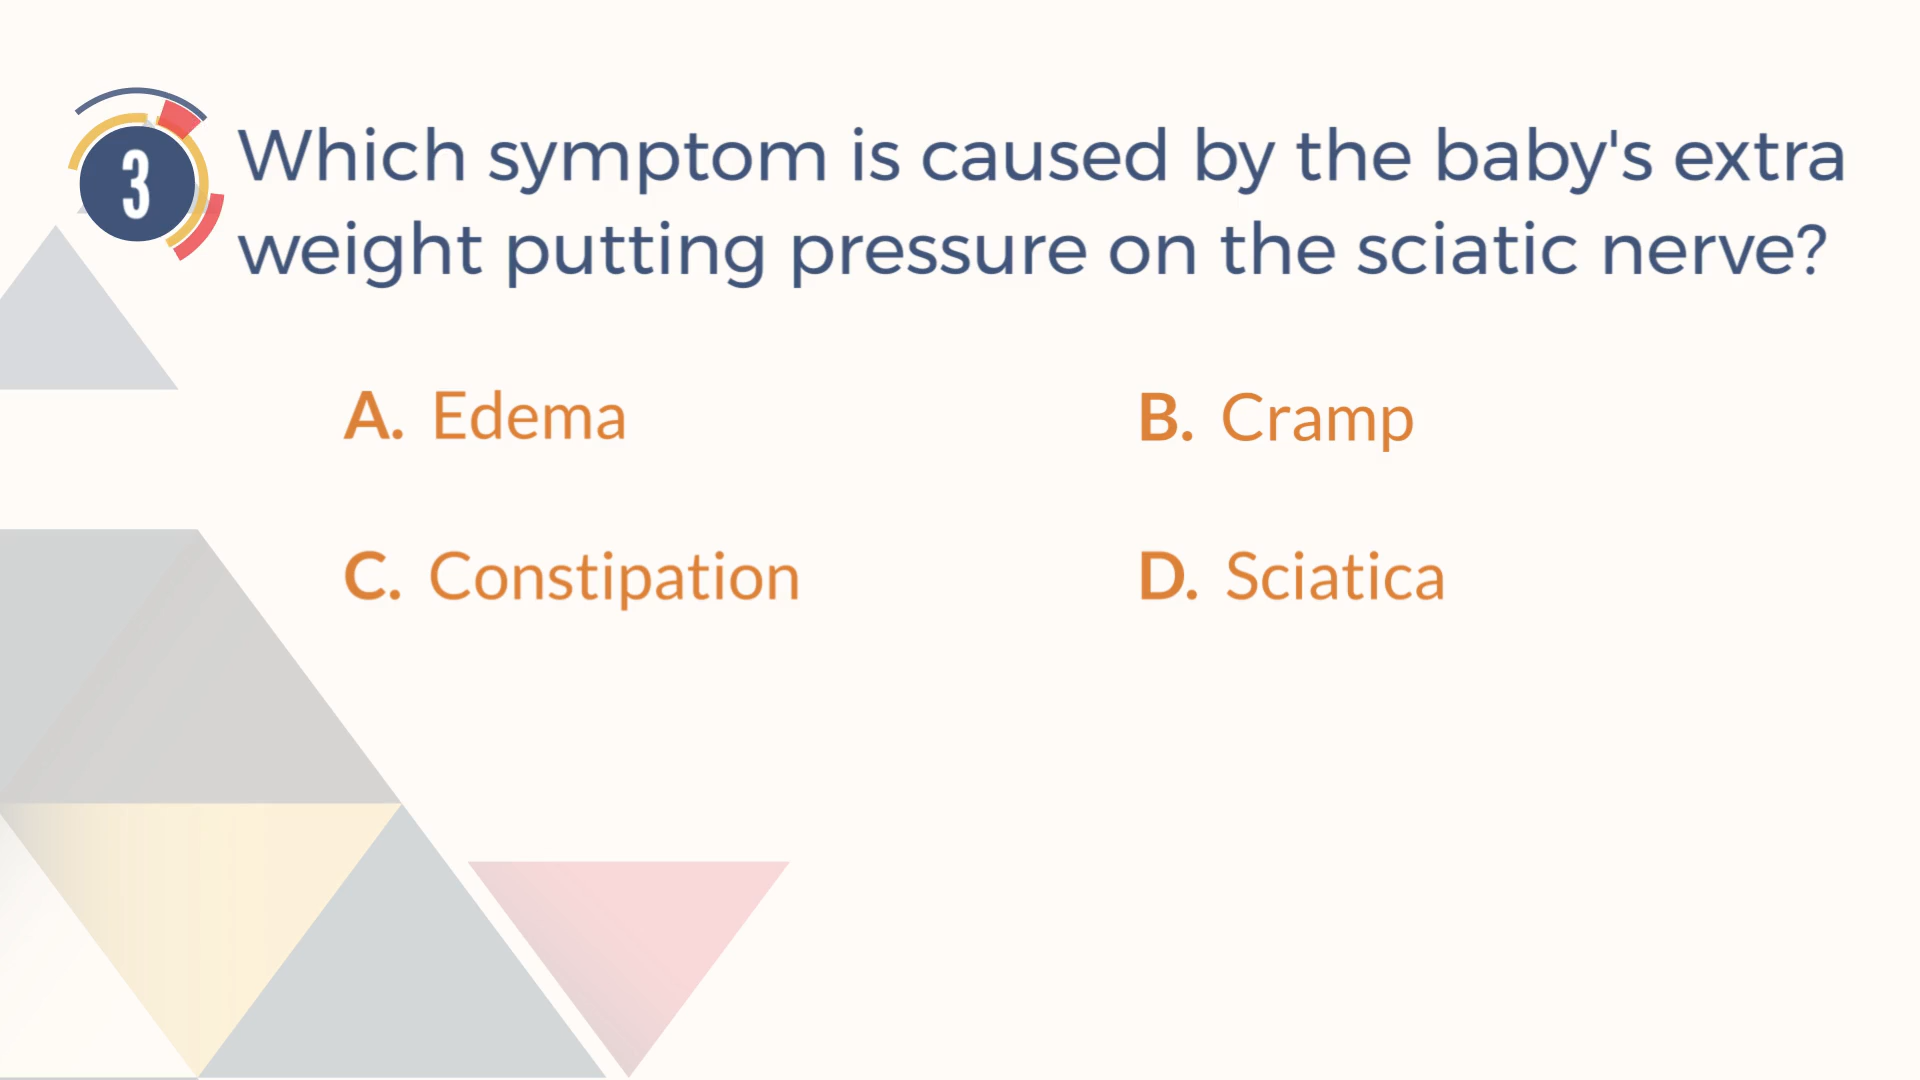 3
Which symptom is caused by the baby's extra
weight putting pressure on the sciatic nerve?
A. Edema
B. Cramp
C. Constipation
D. Sciatica